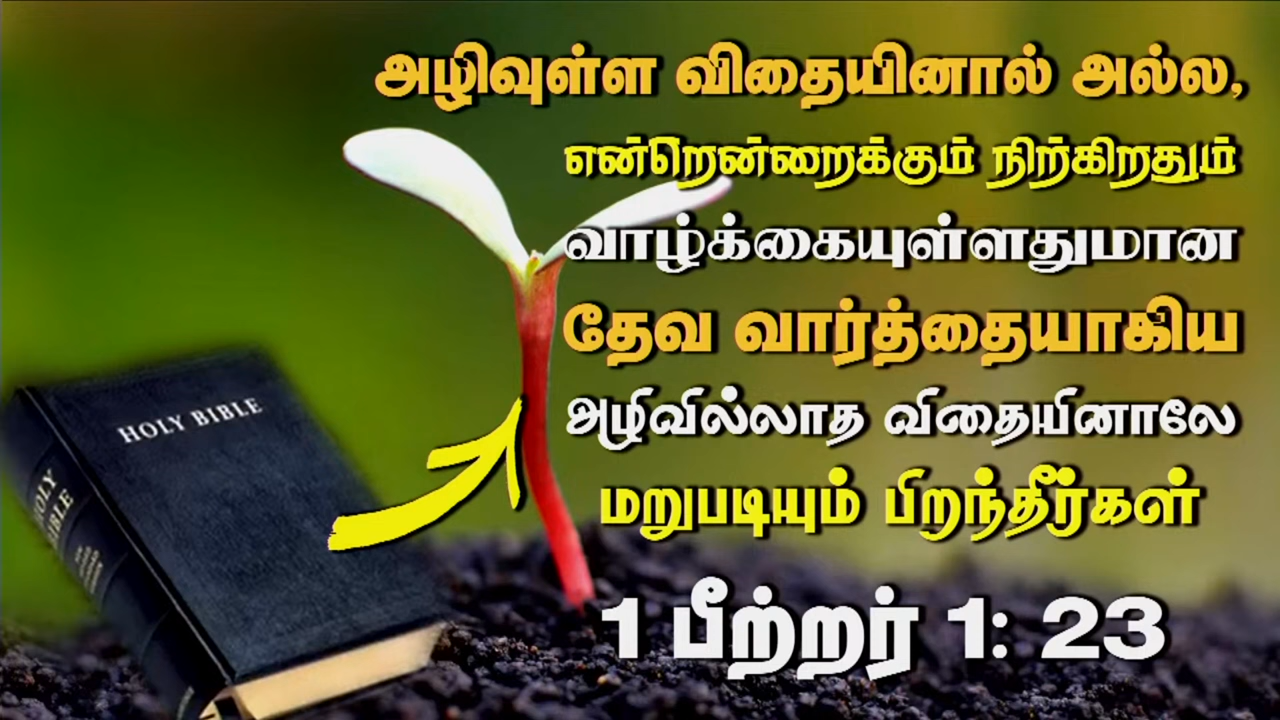 அழிவுள்ள விதையினால் அல்ல,
என்றென்றைக்கும் நிற்கிறதும்
வாழ்க்கையுள்ளதுமான
தேவ வார்த்தையாகிய
அழிவில்லாத விதையினாலே
மறுபடியும் பிறந்தீர்கள்
1 பீற்றர் 1: 23
HOLY BIBLE
HOLY
BIBLE